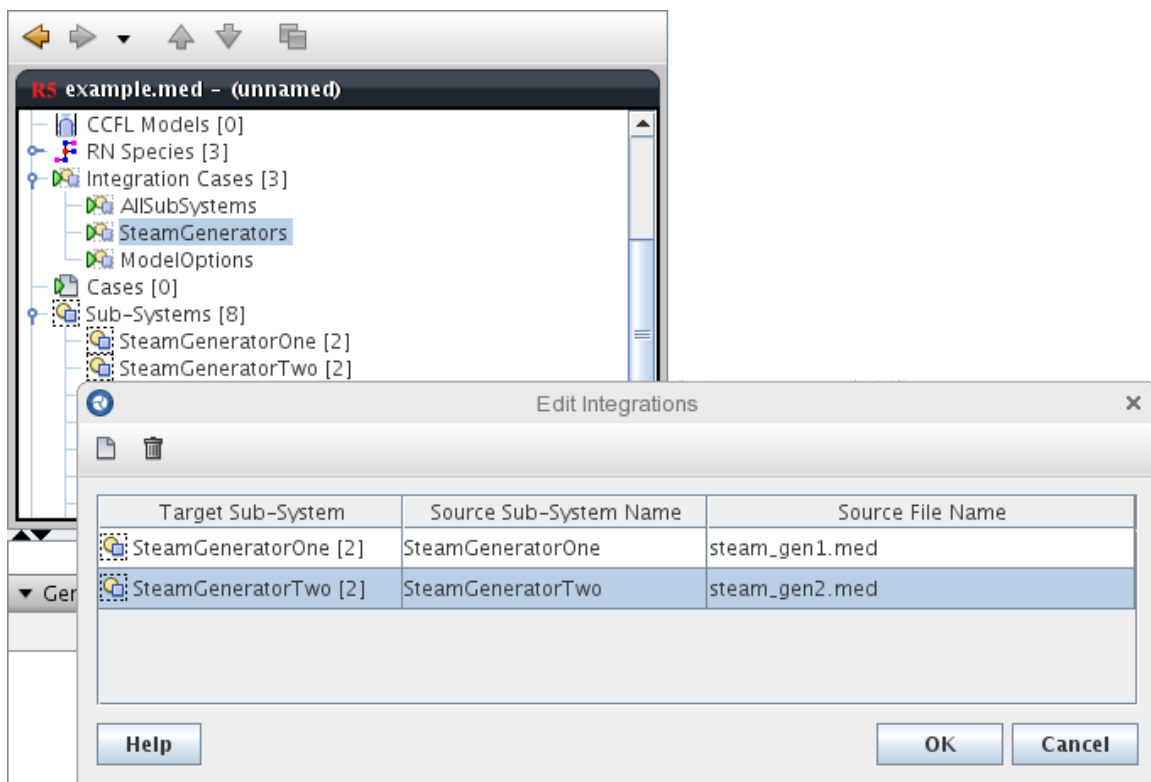 R5 example.med - (unnamed)
CCFL Models [0]
RN Species [3]
Integration Cases [3]
AllSubSystems
SteamGenerators
ModelOptions
Cases [0]
Sub-Systems [8]
SteamGeneratorOne [2]
SteamGeneratorTwo [2]
Edit Integrations
Target Sub-System Source Sub-System Name Source File Name
SteamGeneratorOne [2] SteamGeneratorOne steam_gen1.med
SteamGeneratorTwo [2] SteamGeneratorTwo steam_gen2.med
Ger
Help OK Cancel